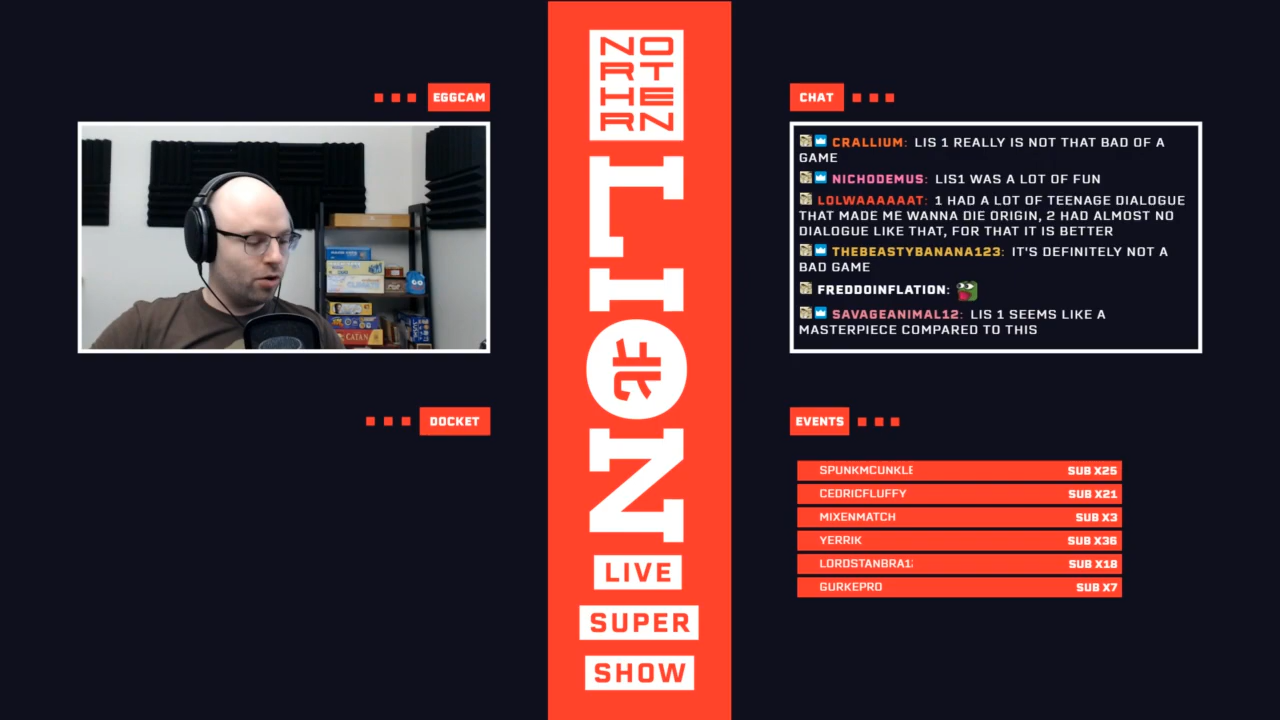 EGGCAM
CATAN
DOCKET
NO
RT
HE
RN
LION
LIVE
SUPER
SHOW
CHAT
CRALLIUM: LIS 1 REALLY IS NOT THAT BAD OF A
GAME
NICHODEMUS: LIS1 WAS A LOT OF FUN
LOLWAAAAAAT: 1 HAD A LOT OF TEENAGE DIALOGUE
THAT MADE ME WANNA DIE ORIGIN, 2 HAD ALMOST NO
DIALOGUE LIKE THAT, FOR THAT IT IS BETTER
THEBEASTYBANANA123: IT'S DEFINITELY NOT A
BAD GAME
FREDDOINFLATION:
SAVAGEANIMAL12: LIS 1 SEEMS LIKE A
MASTERPIECE COMPARED TO THIS
EVENTS
SPUNKMCUNKLE SUB X25
CEDRICFLUFFY SUB X21
MIXENMATCH SUB X3
YERRIK SUB X36
LORDSTANBRA1 SUB X18
GURKEPRO SUB X7